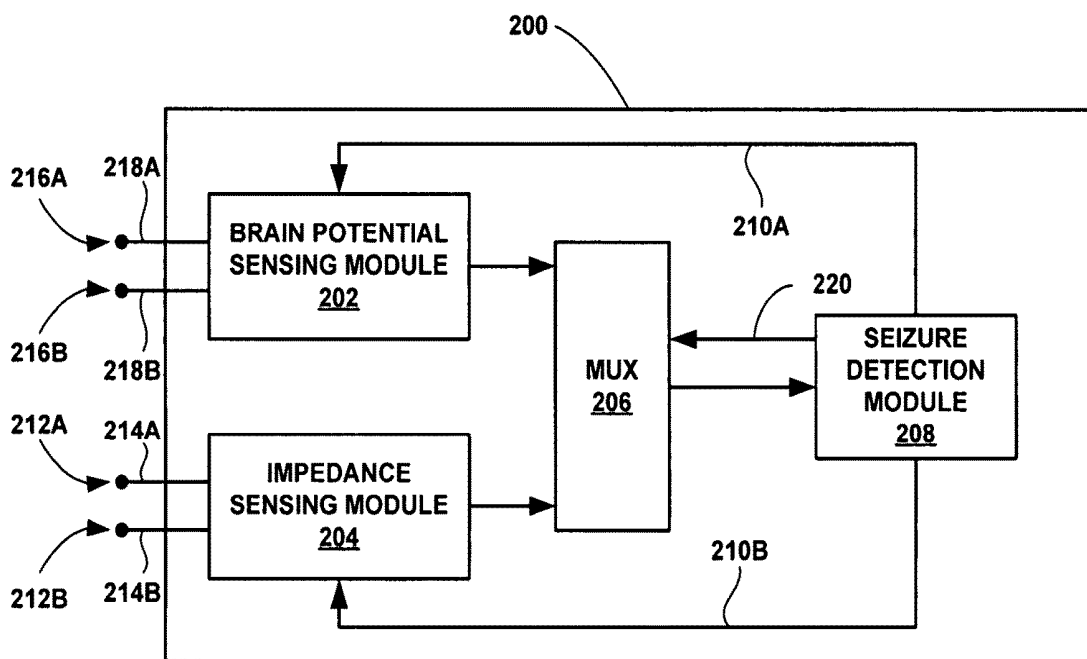 200
216A
218A
216B
218B
BRAIN POTENTIAL
SENSING MODULE
202
210A
220
MUX
206
SEIZURE
DETECTION
MODULE
208
212A
214A
212B
214B
IMPEDANCE
SENSING MODULE
204
210B